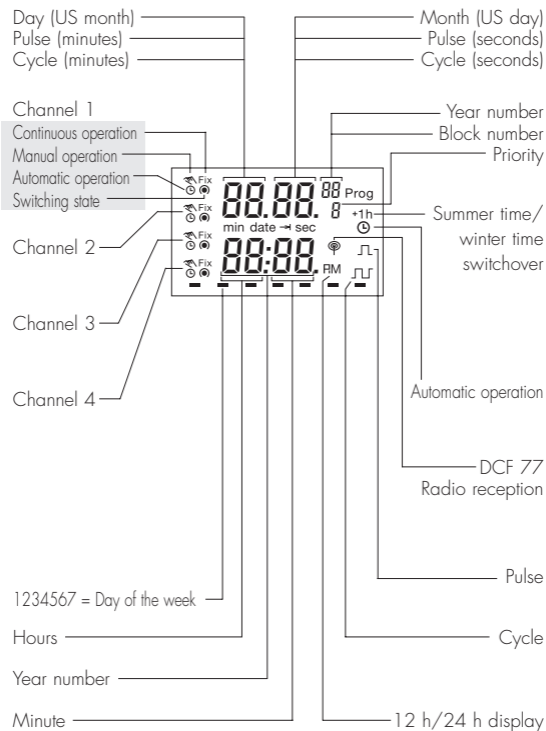 Day (US month)
Pulse (minutes)
Cycle (minutes)
Month (US day)
Pulse (seconds)
Cycle (seconds)
Channel 1
Continuous operation
Manual operation
Automatic operation
Switching state
Channel 2
Channel 3
Channel 4
Year number
Block number
Priority
Summer time/
winter time
switchover
Fix
Fix
Fix
Fix
88.88. 88 Prog
8 +1h
min date sec
88:88. PM
Automatic operation
DCF 77
Radio reception
Pulse
1234567 = Day of the week
Hours
Cycle
Year number
Minute
12 h/24 h display